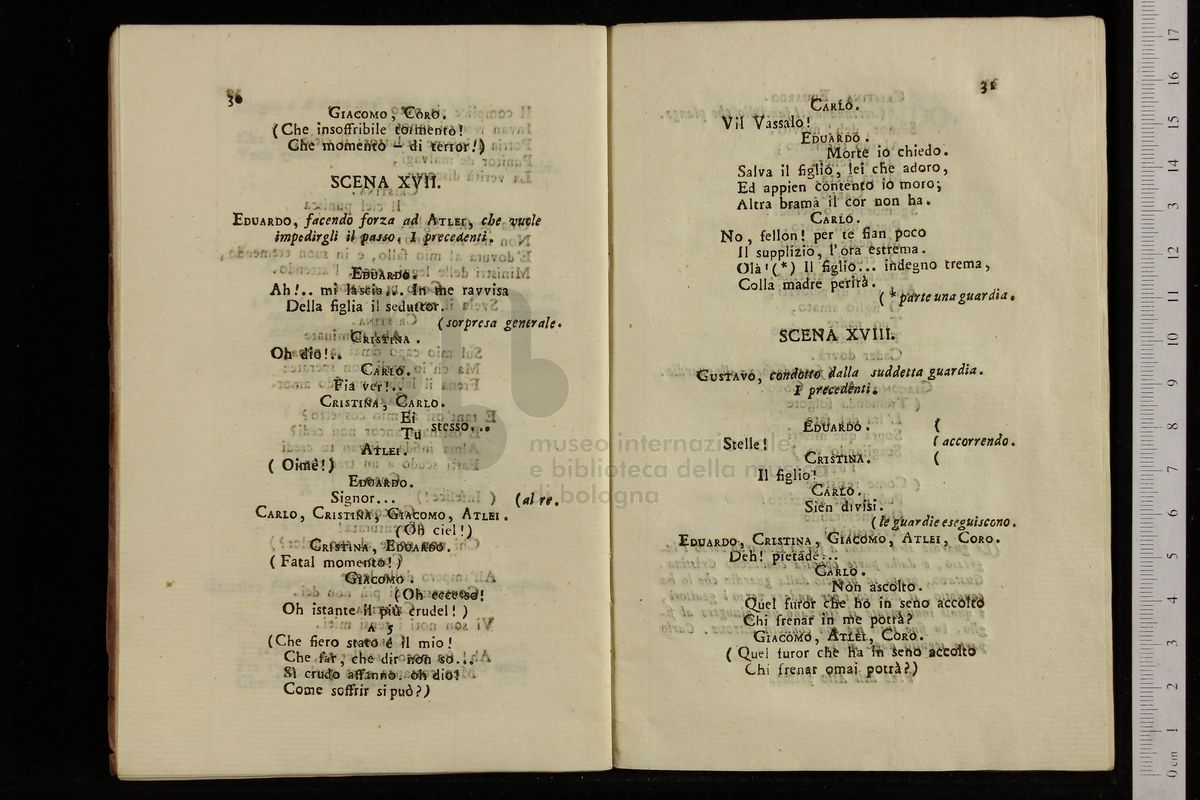 30
GIACOMO, CORO.
(Che insoffribile tormento!
Che momento — di terror!)
SCENA XVII.
EDUARDO, facendo forza ad ATLEI, che vuole
impedirgli il passo, I precedenti.
EDUARDO.
Ah!.. mi lascia... In me ravvisa
Della figlia il seduttor.
(sorpresa generale.
CRISTINA.
Oh dio!..
CARLO.
Fia ver!..
CRISTINA, CARLO.
Ei
Tu stesso...
ATLEI.
(Oimè!)
EDUARDO.
Signor... (al re.
CARLO, CRISTINA, GIACOMO, ATLEI.
(Oh ciel!)
CRISTINA, EDUARDO.
(Fatal momento!)
GIACOMO.
(Oh eccesso!
Oh istante il più crudel!)
A 5
(Che fiero stato è il mio!
Che far, che dir non so...
Sì crudo affanno, oh dio!
Come soffrir si può?)
31
CARLO.
Vil Vassalo!
EDUARDO.
Morte io chiedo.
Salva il figlio, lei che adoro,
Ed appien contento io moro;
Altra brama il cor non ha.
CARLO.
No, fellon! per te fian poco
Il supplizio, l'ora estrema.
Olà! (*) Il figlio... indegno trema,
Colla madre perirà.
(* parte una guardia.
SCENA XVIII.
GUSTAVO, condotto dalla suddetta guardia.
I precedenti.
EDUARDO. (
Stelle! (accorrendo.
CRISTINA. (
Il figlio!
CARLO.
Sien divisi.
(le guardie eseguiscono.
EDUARDO, CRISTINA, GIACOMO, ATLEI, CORO.
Deh! pietade...
CARLO.
Non ascolto.
Quel furor che ho in seno accolto
Chi frenar in me potrà?
GIACOMO, ATLEI, CORO.
(Quel furor che ha in seno accolto
Chi frenar omai potrà?)
museo internazionale
e biblioteca della musica
di bologna